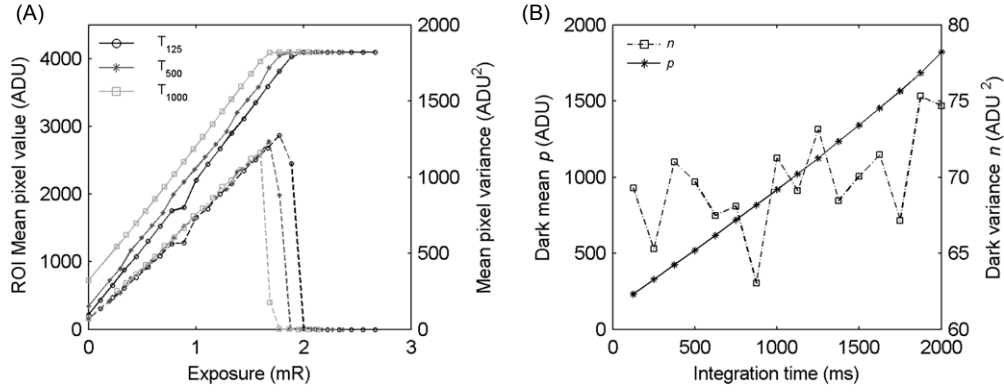 (A)
ROI Mean pixel value (ADU)
4000
3000
2000
1000
0
T125
T500
T1000
2000
1500
1000
500
0
Mean pixel variance (ADU2)
0 1 2 3
Exposure (mR)
(B)
Dark mean p (ADU)
2000
1500
1000
500
0
n
p
80
75
70
65
60
Dark variance n (ADU 2)
0 500 1000 1500 2000
Integration time (ms)